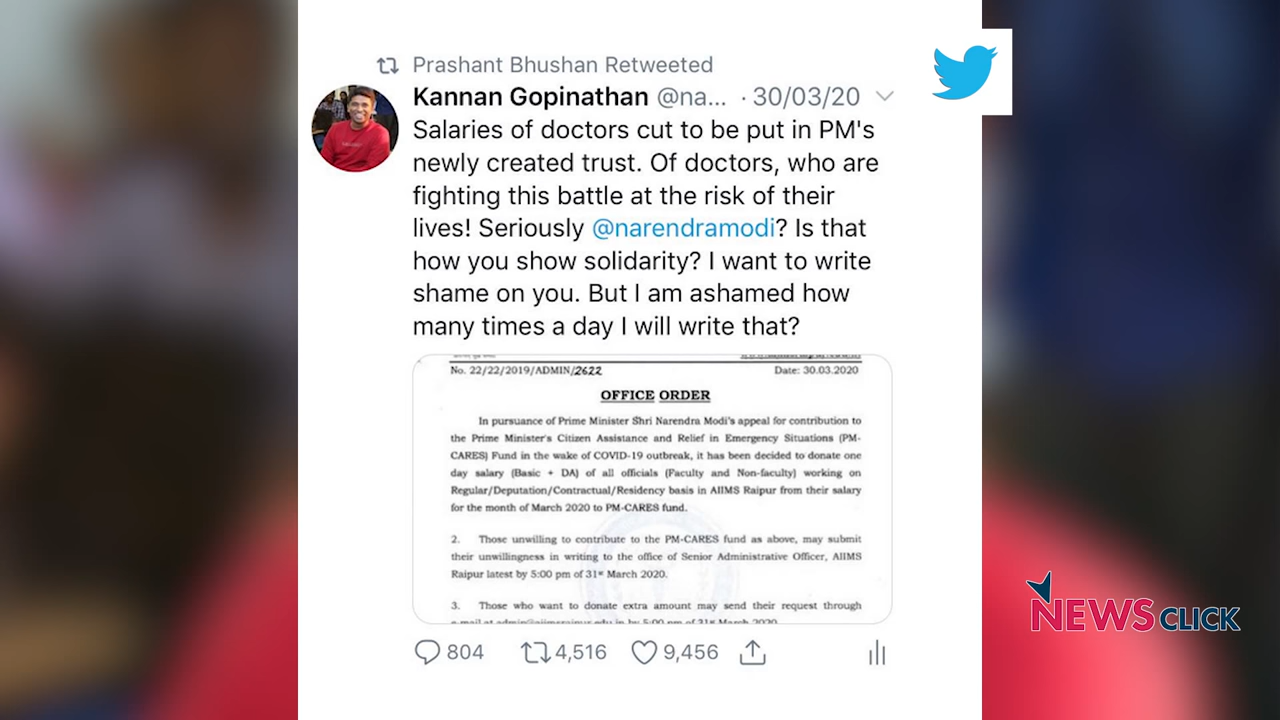 Prashant Bhushan Retweeted
Kannan Gopinathan @na... · 30/03/20
Salaries of doctors cut to be put in PM's
newly created trust. Of doctors, who are
fighting this battle at the risk of their
lives! Seriously @narendramodi? Is that
how you show solidarity? I want to write
shame on you. But I am ashamed how
many times a day I will write that?
No. 22/22/2019/ADMIN/2622 Date: 30.03.2020
OFFICE ORDER
In pursuance of Prime Minister Shri Narendra Modi's appeal for contribution to
the Prime Minister's Citizen Assistance and Relief in Emergency Situations (PM-
CARES) Fund in the wake of COVID-19 outbreak, it has been decided to donate one
day salary (Basic + DA) of all officials (Faculty and Non-faculty) working on
Regular/Deputation/Contractual/Residency basis in AIIMS Raipur from their salary
for the month of March 2020 to PM-CARES fund.
2. Those unwilling to contribute to the PM-CARES fund as above, may submit
their unwillingness in writing to the office of Senior Administrative Officer, AIIMS
Raipur latest by 5:00 pm of 31st March 2020.
3. Those who want to donate extra amount may send their request through
by 5:00 pm of 31st March 2020
804 4,516 9,456
NEWSCLICK